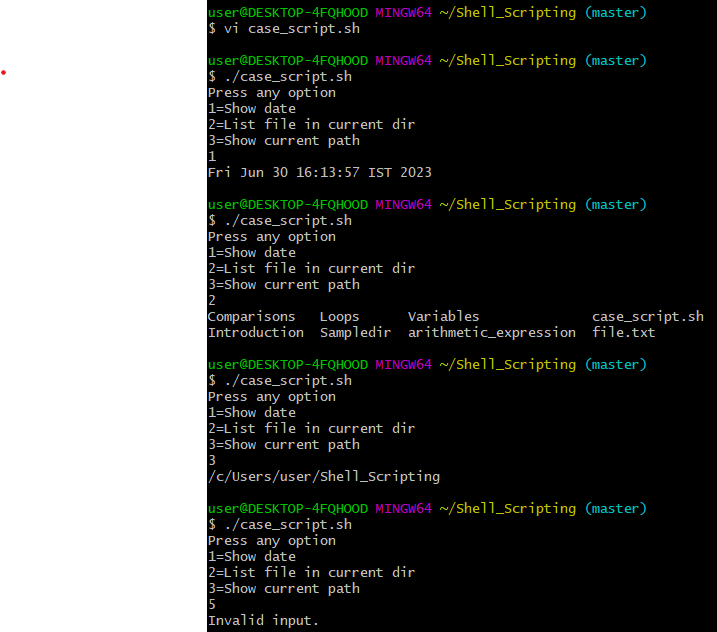 user@DESKTOP-4FQHOOD MINGW64 ~/Shell_Scripting (master)
$ vi case_script.sh
user@DESKTOP-4FQHOOD MINGW64 ~/Shell_Scripting (master)
$ ./case_script.sh
Press any option
1=Show date
2=List file in current dir
3=Show current path
1
Fri Jun 30 16:13:57 IST 2023
user@DESKTOP-4FQHOOD MINGW64 ~/Shell_Scripting (master)
$ ./case_script.sh
Press any option
1=Show date
2=List file in current dir
3=Show current path
2
Comparisons   Loops      Variables              case_script.sh
Introduction  Sampledir  arithmetic_expression  file.txt
user@DESKTOP-4FQHOOD MINGW64 ~/Shell_Scripting (master)
$ ./case_script.sh
Press any option
1=Show date
2=List file in current dir
3=Show current path
3
/c/Users/user/Shell_Scripting
user@DESKTOP-4FQHOOD MINGW64 ~/Shell_Scripting (master)
$ ./case_script.sh
Press any option
1=Show date
2=List file in current dir
3=Show current path
5
Invalid input.